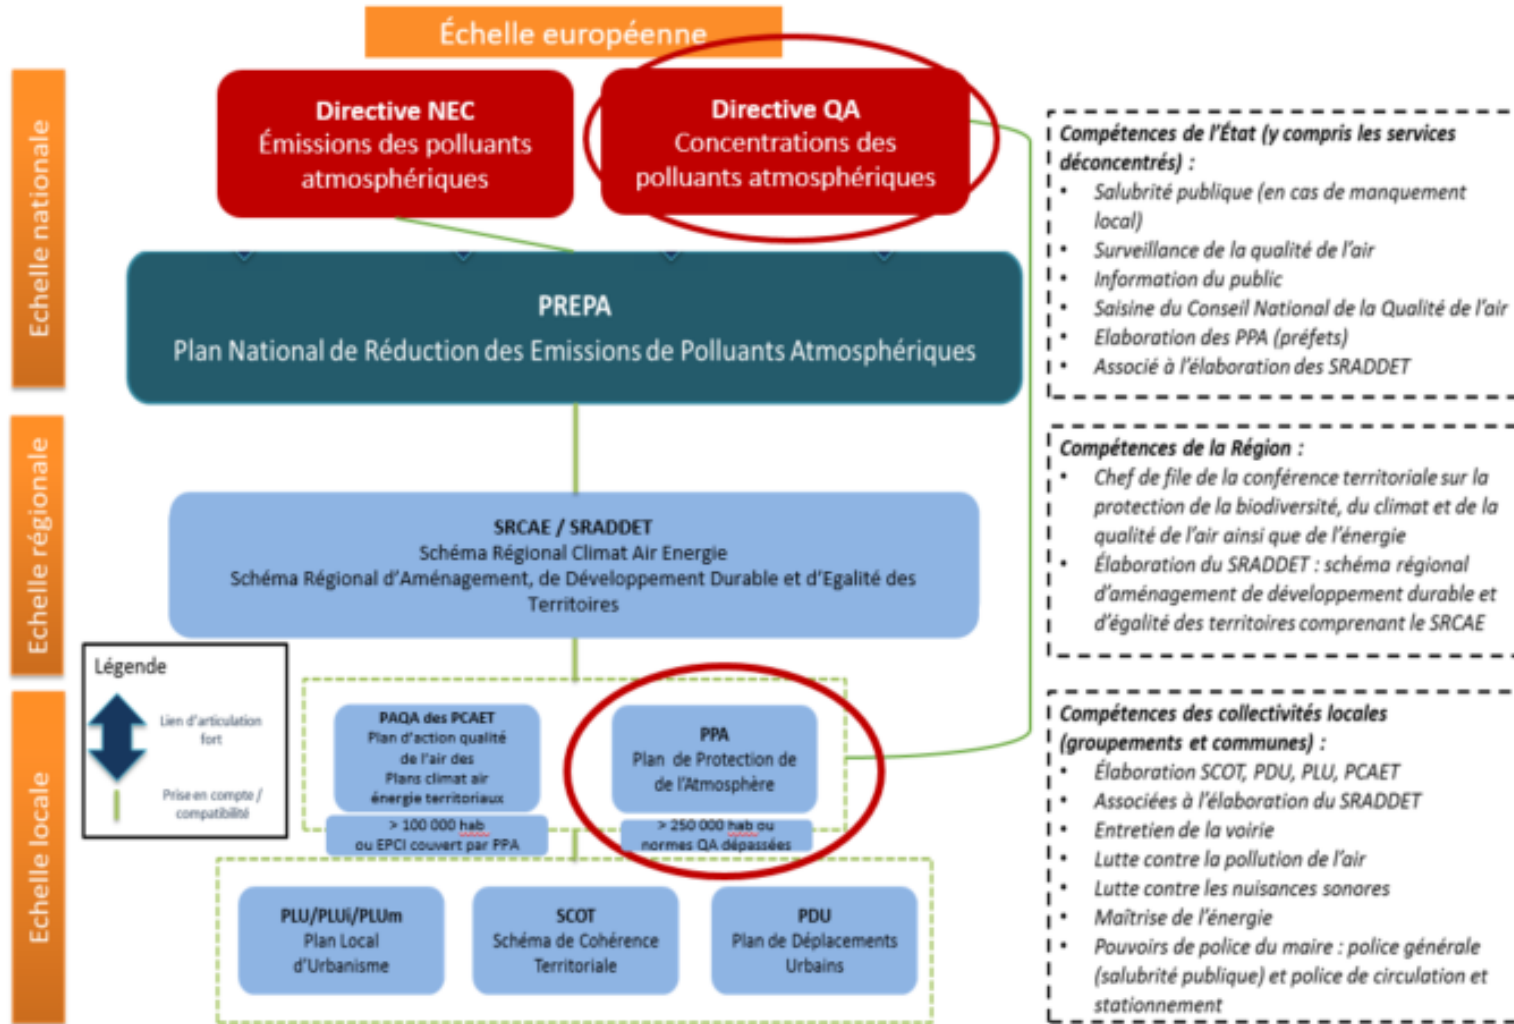 Échelle européenne
Echelle nationale
Directive NEC
Émissions des polluants
atmosphériques
Directive QA
Concentrations des
polluants atmosphériques
PREPA
Plan National de Réduction des Emissions de Polluants Atmosphériques
Compétences de l'État (y compris les services
déconcentrés) :
• Salubrité publique (en cas de manquement
local)
• Surveillance de la qualité de l'air
• Information du public
• Saisine du Conseil National de la Qualité de l'air
• Elaboration des PPA (préfets)
• Associé à l'élaboration des SRADDET
Echelle régionale
SRCAE / SRADDET
Schéma Régional Climat Air Energie
Schéma Régional d'Aménagement, de Développement Durable et d'Egalité des
Territoires
Compétences de la Région :
• Chef de file de la conférence territoriale sur la
protection de la biodiversité, du climat et de la
qualité de l'air ainsi que de l'énergie
• Élaboration du SRADDET : schéma régional
d'aménagement de développement durable et
d'égalité des territoires comprenant le SRCAE
Légende
Lien d'articulation
fort
Prise en compte /
compatibilité
Echelle locale
PAQA des PCAET
Plan d'action qualité
de l'air des
Plans climat air
énergie territoriaux
> 100 000 hab
ou EPCI couvert par PPA
PPA
Plan de Protection de
de l'Atmosphère
> 250 000 hab ou
normes QA dépassées
PLU/PLUi/PLUm
Plan Local
d'Urbanisme
SCOT
Schéma de Cohérence
Territoriale
PDU
Plan de Déplacements
Urbains
Compétences des collectivités locales
(groupements et communes) :
• Élaboration SCOT, PDU, PLU, PCAET
• Associées à l'élaboration du SRADDET
• Entretien de la voirie
• Lutte contre la pollution de l'air
• Lutte contre les nuisances sonores
• Maîtrise de l'énergie
• Pouvoirs de police du maire : police générale
(salubrité publique) et police de circulation et
stationnement